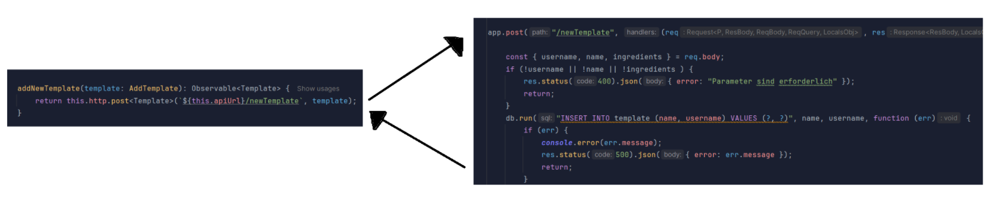 addNewTemplate(template: AddTemplate): Observable<Template> { Show usages
return this.http.post<Template>(`${this.apiUrl}/newTemplate`, template);
}
app.post( path: "/newTemplate", handlers: (req : Request<P, ResBody, ReqBody, ReqQuery, LocalsObj> , res : Response<ResBody, LocalsO
const { username, name, ingredients } = req.body;
if (!username || !name || !ingredients ) {
res.status( code: 400).json( body: { error: "Parameter sind erforderlich" });
return;
}
db.run( sql: "INSERT INTO template (name, username) VALUES (?, ?)", name, username, function (err) : void {
if (err) {
console.error(err.message);
res.status( code: 500).json( body: { error: err.message });
return;
}